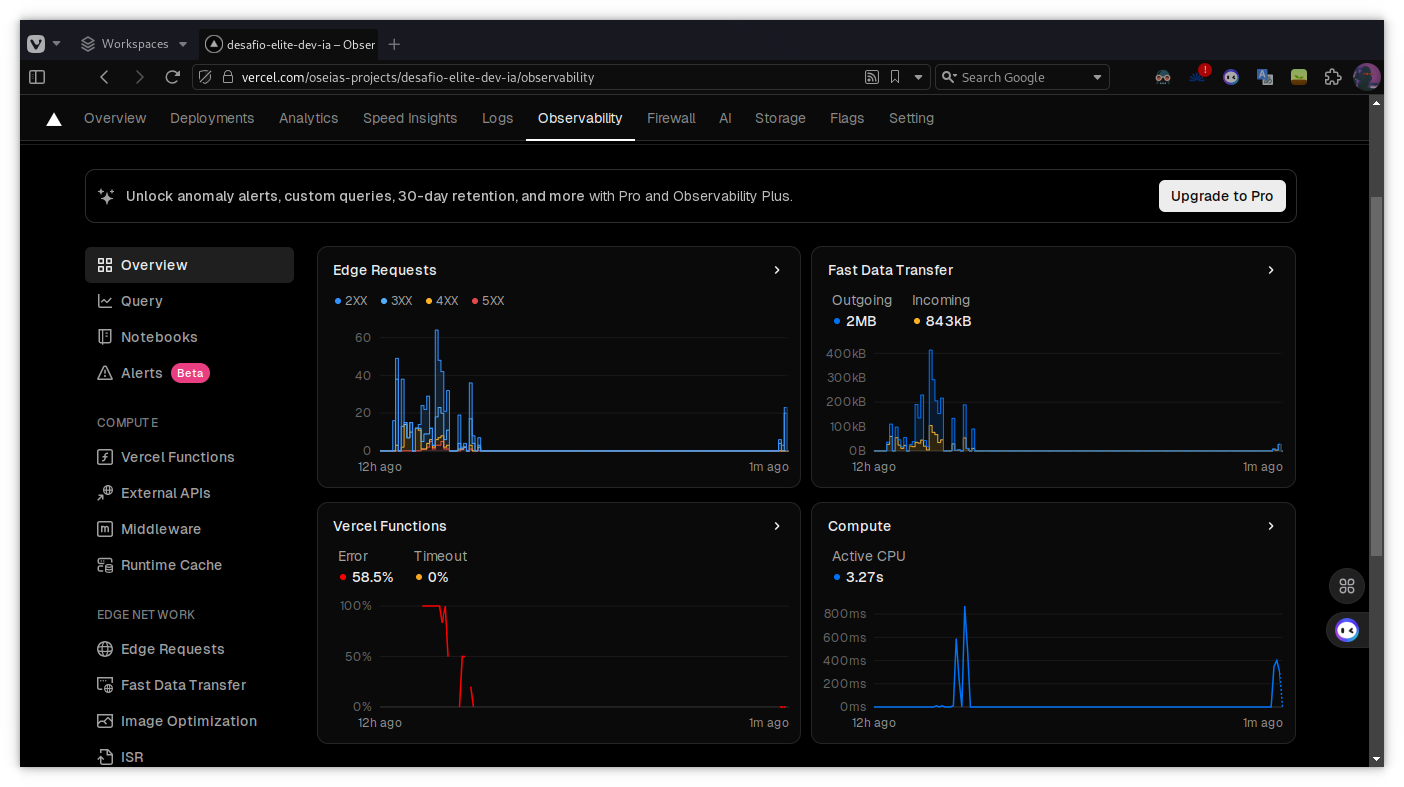 Workspaces
desafio-elite-dev-ia – Obser
vercel.com/oseias-projects/desafio-elite-dev-ia/observability
Search Google
Overview Deployments Analytics Speed Insights Logs Observability Firewall AI Storage Flags Setting
Unlock anomaly alerts, custom queries, 30-day retention, and more with Pro and Observability Plus.
Upgrade to Pro
Overview
Query
Notebooks
Alerts Beta
COMPUTE
Vercel Functions
External APIs
Middleware
Runtime Cache
EDGE NETWORK
Edge Requests
Fast Data Transfer
Image Optimization
ISR
Edge Requests
2XX 3XX 4XX 5XX
60
40
20
0
12h ago 1m ago
Fast Data Transfer
Outgoing Incoming
2MB 843kB
400kB
300kB
200kB
100kB
0B
12h ago 1m ago
Vercel Functions
Error Timeout
58.5% 0%
100%
50%
0%
12h ago 1m ago
Compute
Active CPU
3.27s
800ms
600ms
400ms
200ms
0ms
12h ago 1m ago